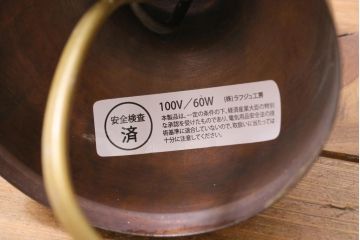 安全検査
済
100V／60W (株)ラフジュ工房
本製品は、一定の条件の下、経済産業大臣の特別
な承認を受けたものであり、電気用品安全法の技
術基準に適合していないので、取扱いに当たっては
十分に注意してください。